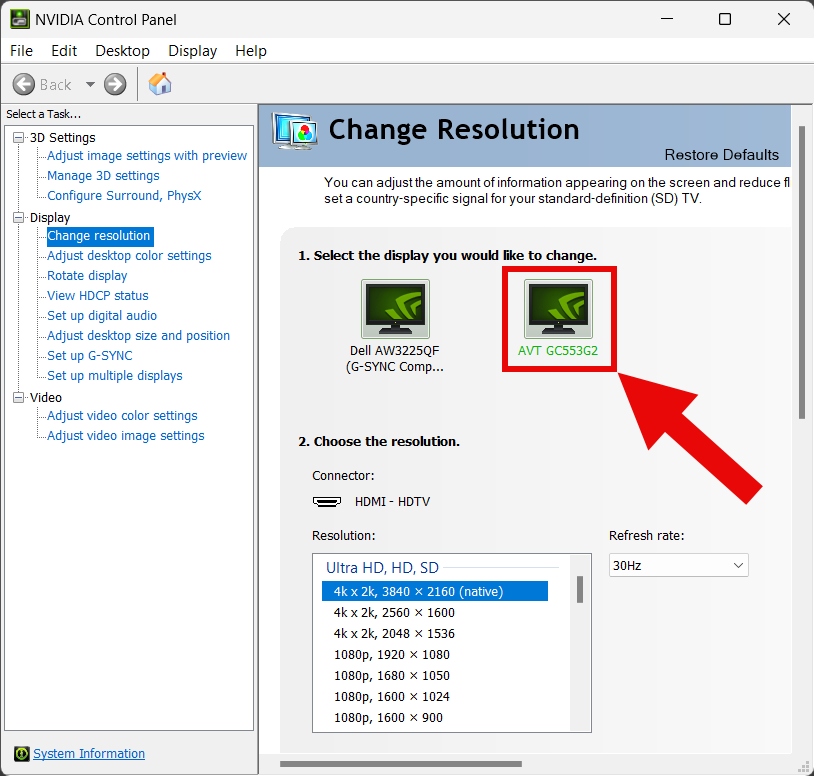 NVIDIA Control Panel
File Edit Desktop Display Help
Back
Select a Task...
3D Settings
Adjust image settings with preview
Manage 3D settings
Configure Surround, PhysX
Display
Change resolution
Adjust desktop color settings
Rotate display
View HDCP status
Set up digital audio
Adjust desktop size and position
Set up G-SYNC
Set up multiple displays
Video
Adjust video color settings
Adjust video image settings
System Information
Change Resolution
Restore Defaults
You can adjust the amount of information appearing on the screen and reduce fl
set a country-specific signal for your standard-definition (SD) TV.
1. Select the display you would like to change.
Dell AW3225QF
(G-SYNC Comp...
AVT GC553G2
2. Choose the resolution.
Connector:
HDMI - HDTV
Resolution:
Ultra HD, HD, SD
4k x 2k, 3840 × 2160 (native)
4k x 2k, 2560 × 1600
4k x 2k, 2048 × 1536
1080p, 1920 × 1080
1080p, 1680 × 1050
1080p, 1600 × 1024
1080p, 1600 × 900
Refresh rate:
30Hz